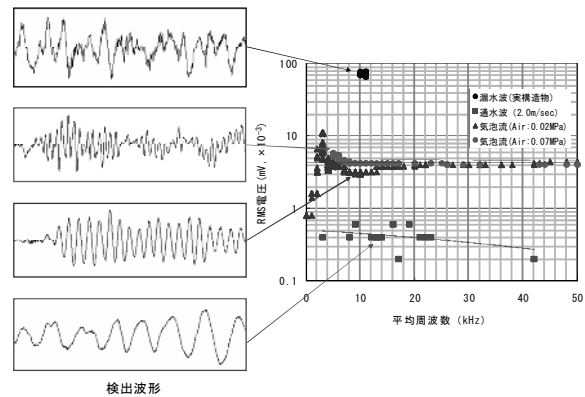 100
10
1
0.1
RMS電圧(mV × 10⁻³)
●漏水波(実構造物)
■通水波 (2.0m/sec)
▲気泡流(Air:0.02MPa)
●気泡流(Air:0.07MPa)
0 10 20 30 40 50
平均周波数 (kHz)
検出波形